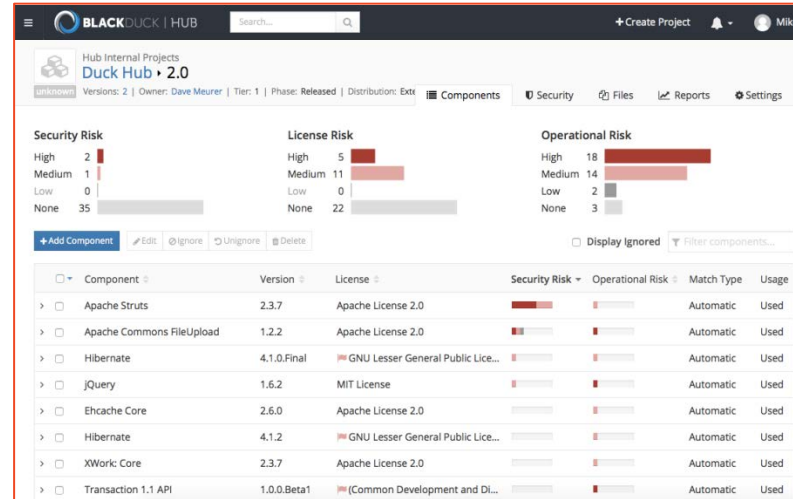 BLACKDUCK | HUB Search... +Create Project Mik
Hub Internal Projects
Duck Hub ▸ 2.0
unknown Versions: 2 | Owner: Dave Meurer | Tier: 1 | Phase: Released | Distribution: Exte Components Security Files Reports Settings
Security Risk License Risk Operational Risk
High 2 High 5 High 18
Medium 1 Medium 11 Medium 14
Low 0 Low 0 Low 2
None 35 None 22 None 3
+Add Component Edit Ignore Unignore Delete Display Ignored Filter components...
Component Version License Security Risk Operational Risk Match Type Usage
Apache Struts 2.3.7 Apache License 2.0 Automatic Used
Apache Commons FileUpload 1.2.2 Apache License 2.0 Automatic Used
Hibernate 4.1.0.Final GNU Lesser General Public Lice... Automatic Used
jQuery 1.6.2 MIT License Automatic Used
Ehcache Core 2.6.0 Apache License 2.0 Automatic Used
Hibernate 4.1.2 GNU Lesser General Public Lice... Automatic Used
XWork: Core 2.3.7 Apache License 2.0 Automatic Used
Transaction 1.1 API 1.0.0.Beta1 (Common Development and Di... Automatic Used